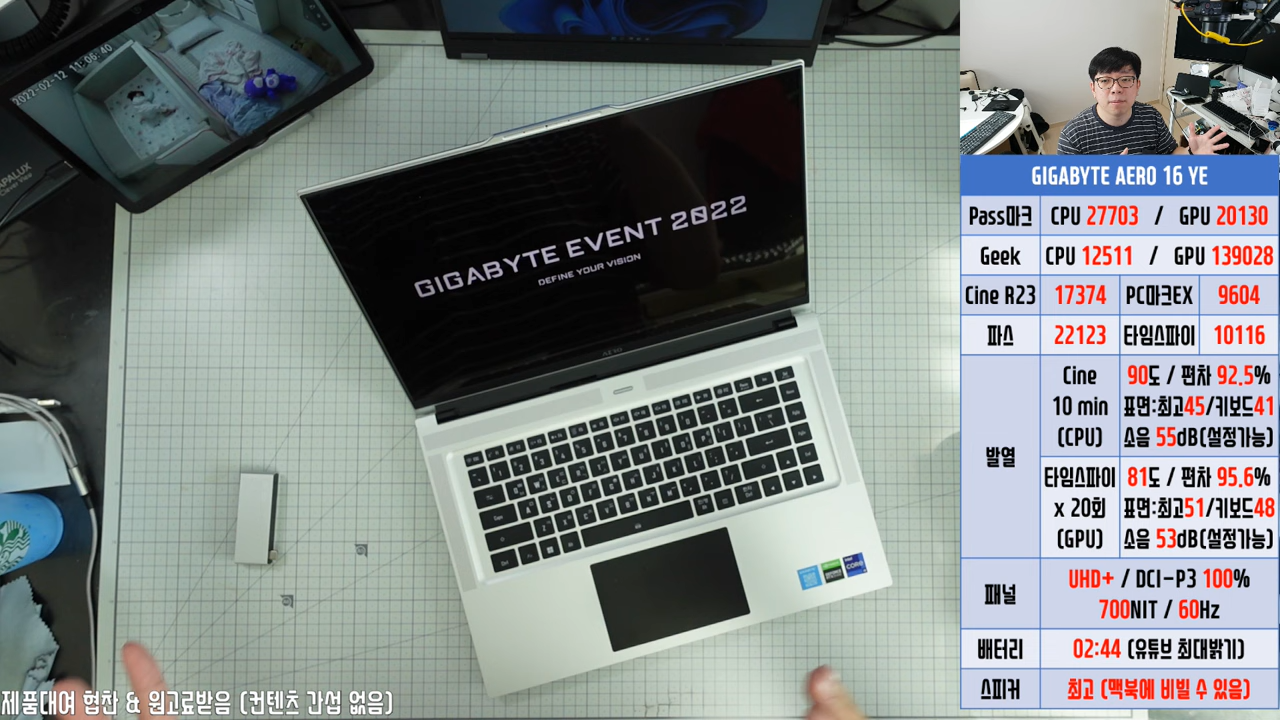 2022-02-12 11:05:40
GIGABYTE EVENT 2022
DEFINE YOUR VISION
제품대여 협찬 & 원고료받음 (컨텐츠 간섭 없음)
GIGABYTE AERO 16 YE
Pass마크 CPU 27703 / GPU 20130
Geek CPU 12511 / GPU 139028
Cine R23 17374 PC마크EX 9604
파스 22123 타임스파이 10116
발열
Cine 10 min (CPU)
90도 / 편차 92.5%
표면:최고45/키보드41
소음 55dB(설정가능)
타임스파이 x 20회 (GPU)
81도 / 편차 95.6%
표면:최고51/키보드48
소음 53dB(설정가능)
패널
UHD+ / DCI-P3 100%
700NIT / 60Hz
배터리 02:44 (유튜브 최대밝기)
스피커 최고 (맥북에 비빌 수 있음)